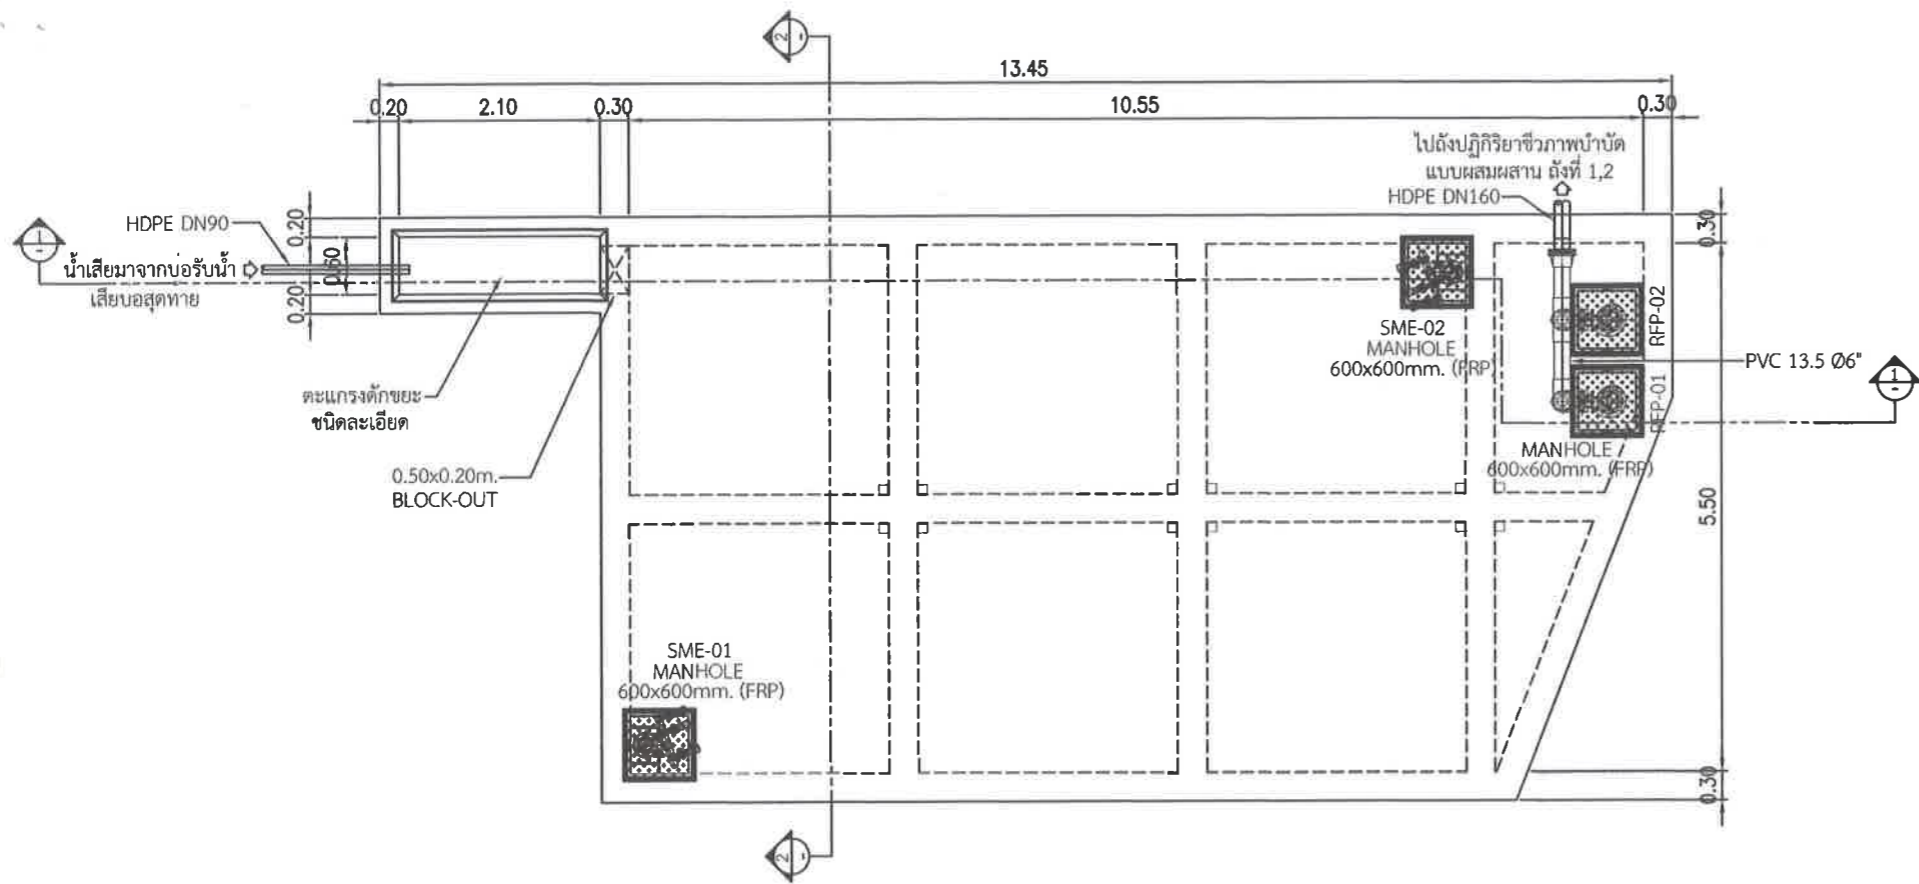 2
-
13.45
0.20
2.10
0.30
10.55
0.30
ไปถังปฏิกิริยาชีวภาพบำบัด
แบบผสมผสาน ถังที่ 1,2
HDPE DN160
HDPE DN90
0.20
0.60
0.20
1
-
น้ำเสียมาจากบ่อรับน้ำ
เสียบอสุดทาย
0.30
SME-02
MANHOLE
600x600mm. (FRP)
RFP-02
RFP-01
PVC 13.5 Ø6"
1
-
ตะแกรงดักขยะ
ชนิดละเอียด
MANHOLE
600x600mm. (FRP)
0.50x0.20m.
BLOCK-OUT
5.50
SME-01
MANHOLE
600x600mm. (FRP)
0.30
2
-